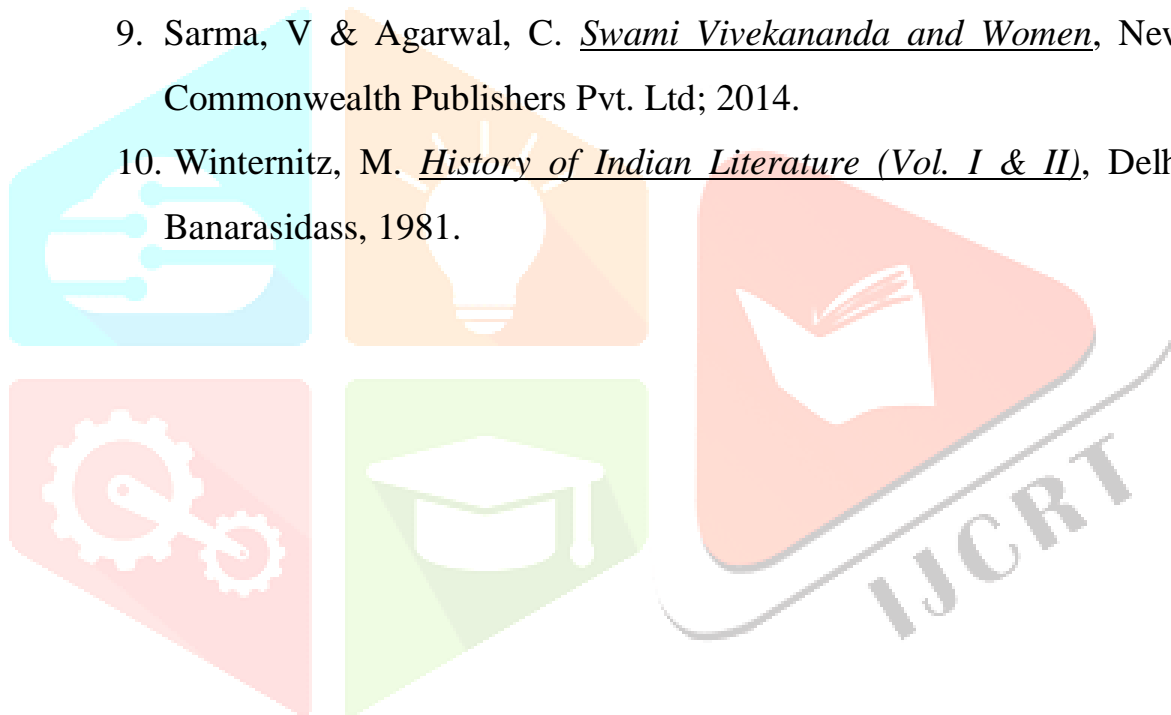 9. Sarma, V & Agarwal, C. Swami Vivekananda and Women, New
Commonwealth Publishers Pvt. Ltd; 2014.
10. Winternitz, M. History of Indian Literature (Vol. I & II), Delh
Banarasidass, 1981.
IJCRT